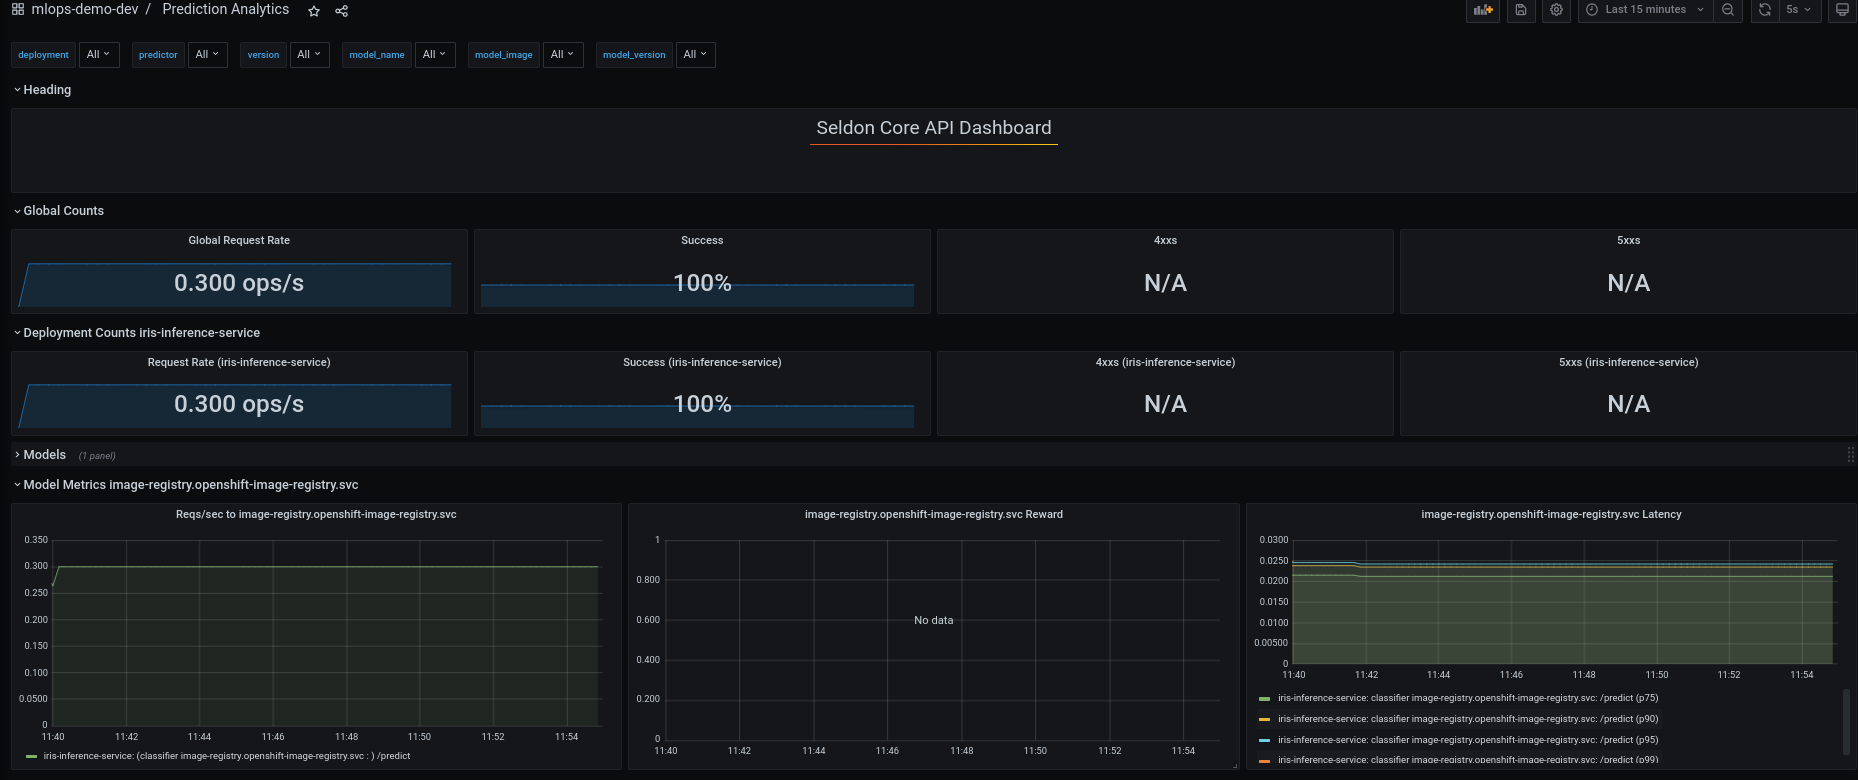 mlops-demo-dev / Prediction Analytics
Last 15 minutes
5s
deployment All predictor All version All model_name All model_image All model_version All
Heading
Seldon Core API Dashboard
Global Counts
Global Request Rate
0.300 ops/s
Success
100%
4xxs
N/A
5xxs
N/A
Deployment Counts iris-inference-service
Request Rate (iris-inference-service)
0.300 ops/s
Success (iris-inference-service)
100%
4xxs (iris-inference-service)
N/A
5xxs (iris-inference-service)
N/A
Models (1 panel)
Model Metrics image-registry.openshift-image-registry.svc
Reqs/sec to image-registry.openshift-image-registry.svc
0.350
0.300
0.250
0.200
0.150
0.100
0.0500
0
11:40 11:42 11:44 11:46 11:48 11:50 11:52 11:54
iris-inference-service: (classifier image-registry.openshift-image-registry.svc : ) /predict
image-registry.openshift-image-registry.svc Reward
1
0.800
0.600
0.400
0.200
0
No data
11:40 11:42 11:44 11:46 11:48 11:50 11:52 11:54
image-registry.openshift-image-registry.svc Latency
0.0300
0.0250
0.0200
0.0150
0.0100
0.00500
0
11:40 11:42 11:44 11:46 11:48 11:50 11:52 11:54
iris-inference-service: classifier image-registry.openshift-image-registry.svc: /predict (p75)
iris-inference-service: classifier image-registry.openshift-image-registry.svc: /predict (p90)
iris-inference-service: classifier image-registry.openshift-image-registry.svc: /predict (p95)
iris-inference-service: classifier image-registry.openshift-image-registry.svc: /predict (p99)